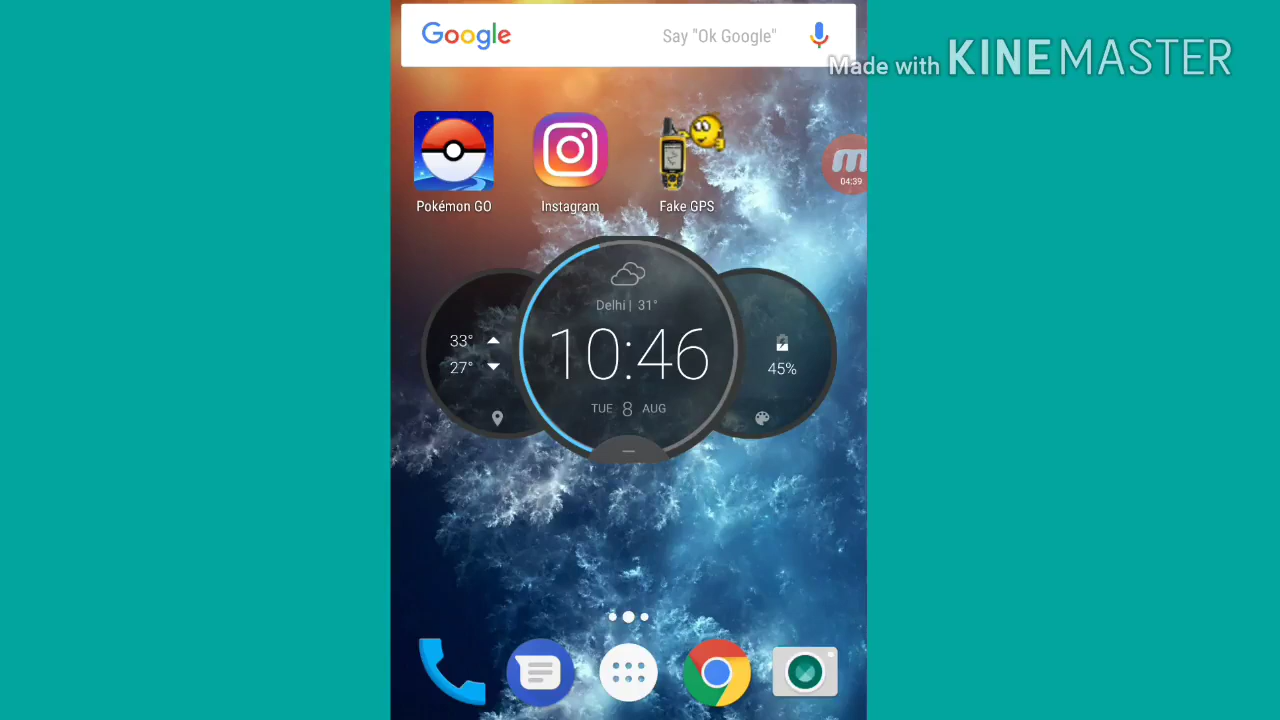 Google
Say "Ok Google"
Made with KINEMASTER
04:39
Pokémon GO
Instagram
Fake GPS
Delhi | 31°
33°
10:46
27°
45%
TUE 8 AUG